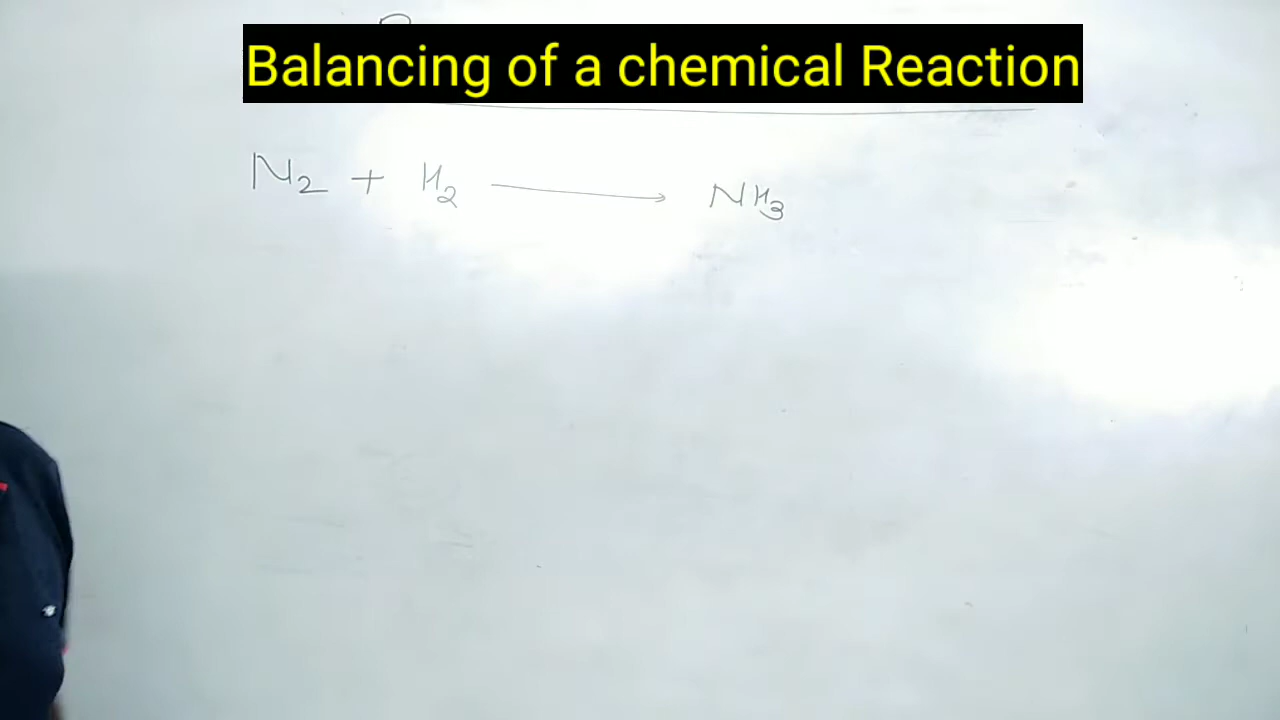 Balancing of a chemical Reaction
N₂ + H₂ ⟶ NH₃